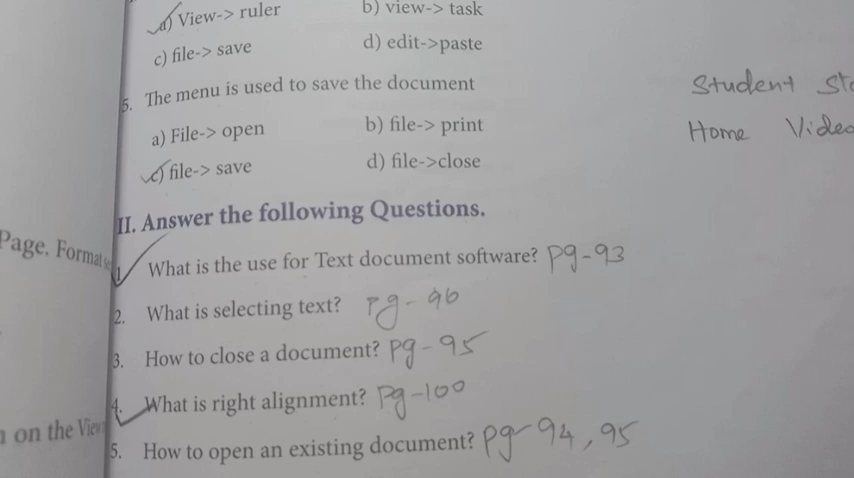 a) View-> ruler b) view-> task
c) file-> save d) edit->paste
5. The menu is used to save the document
a) File-> open b) file-> print
c) file-> save d) file->close
Student
Home Video
II. Answer the following Questions.
Page. Format
1. What is the use for Text document software? pg-93
2. What is selecting text? pg-96
3. How to close a document? pg-95
4. What is right alignment? pg-100
on the View
5. How to open an existing document? pg-94,95